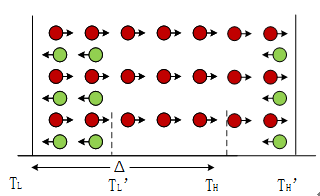 Δ
TL TL' TH TH'